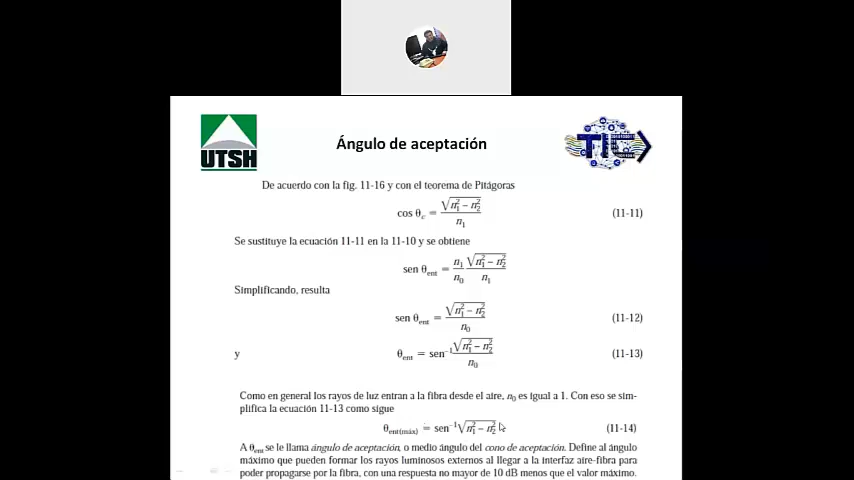 UTSH
Ángulo de aceptación
TIC
De acuerdo con la fig. 11-16 y con el teorema de Pitágoras
cos θc = √(n₁² − n₂²) / n₁ (11-11)
Se sustituye la ecuación 11-11 en la 11-10 y se obtiene
sen θent = n₁/n₀ √(n₁² − n₂²) / n₁
Simplificando, resulta
sen θent = √(n₁² − n₂²) / n₀ (11-12)
y θent = sen⁻¹ √(n₁² − n₂²) / n₀ (11-13)
Como en general los rayos de luz entran a la fibra desde el aire, n₀ es igual a 1. Con eso se sim-
plifica la ecuación 11-13 como sigue
θent(máx) = sen⁻¹ √(n₁² − n₂²) (11-14)
A θent se le llama ángulo de aceptación, o medio ángulo del cono de aceptación. Define al ángulo
máximo que pueden formar los rayos luminosos externos al llegar a la interfaz aire-fibra para
poder propagarse por la fibra, con una respuesta no mayor de 10 dB menos que el valor máximo.